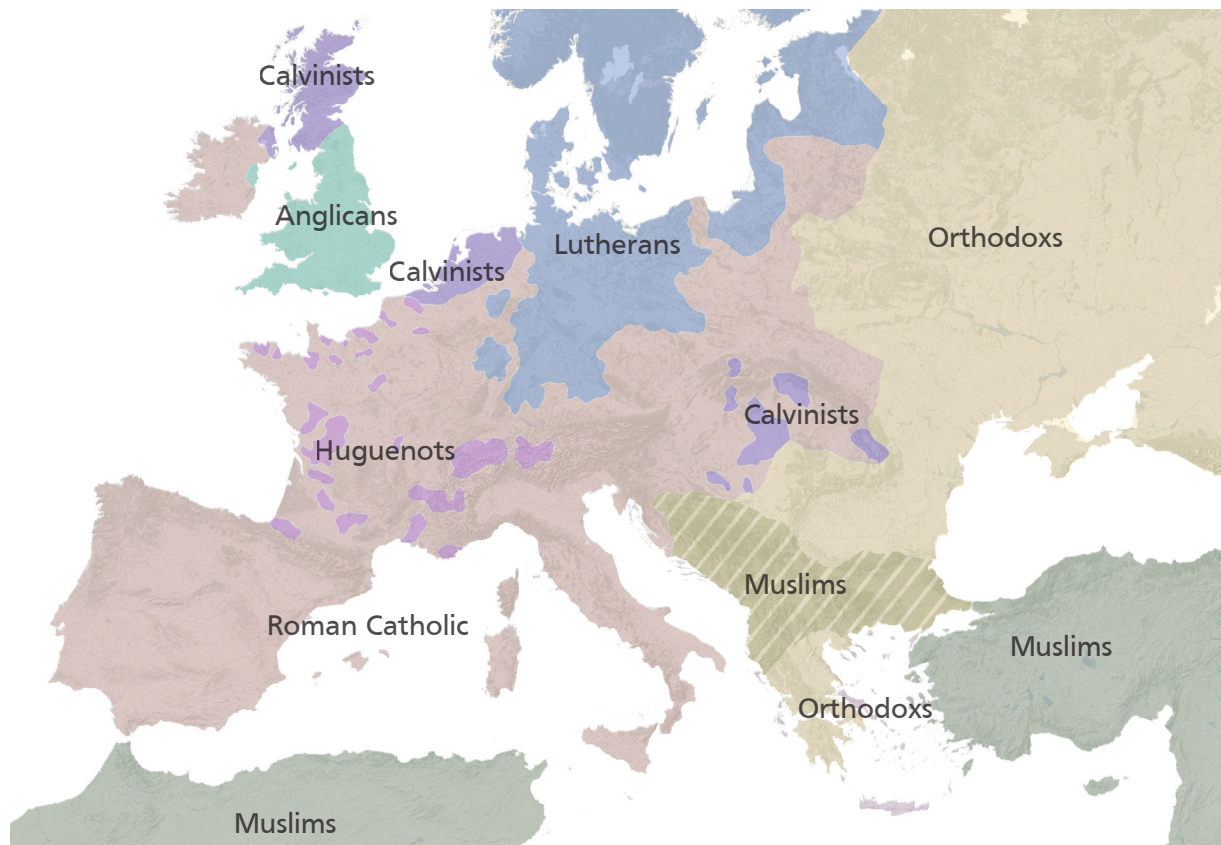 Calvinists
Anglicans
Lutherans
Orthodoxs
Calvinists
Calvinists
Huguenots
Muslims
Roman Catholic
Muslims
Orthodoxs
Muslims